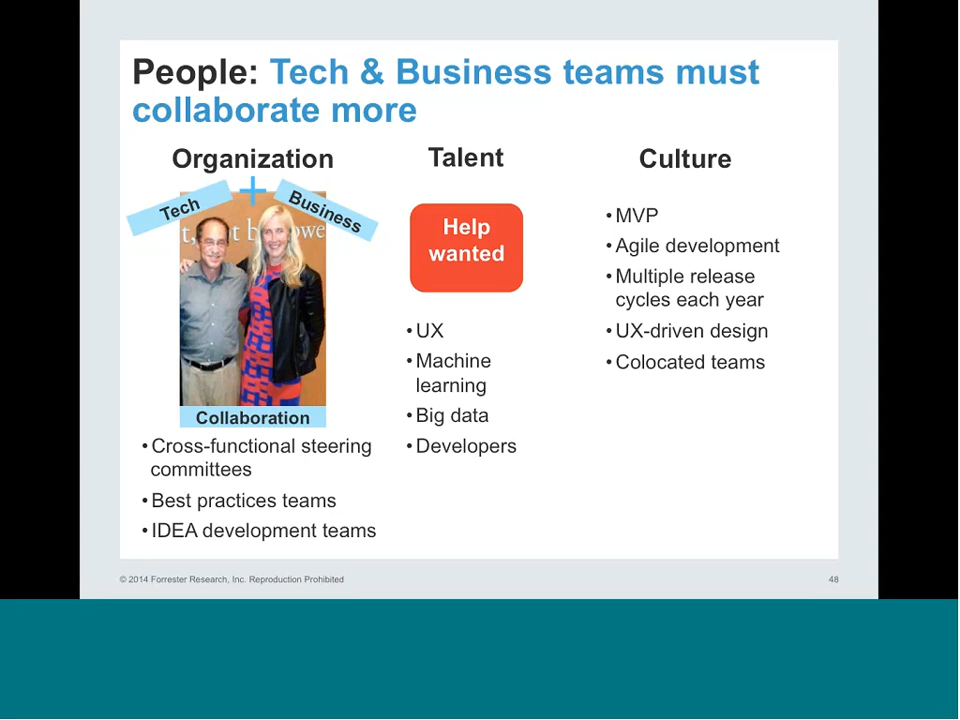 People: Tech & Business teams must
collaborate more
Organization
Tech
Business
t, not b owe
Collaboration
•Cross-functional steering
committees
•Best practices teams
•IDEA development teams
Talent
Help
wanted
•UX
•Machine
learning
•Big data
•Developers
Culture
•MVP
•Agile development
•Multiple release
cycles each year
•UX-driven design
•Colocated teams
© 2014 Forrester Research, Inc. Reproduction Prohibited
48